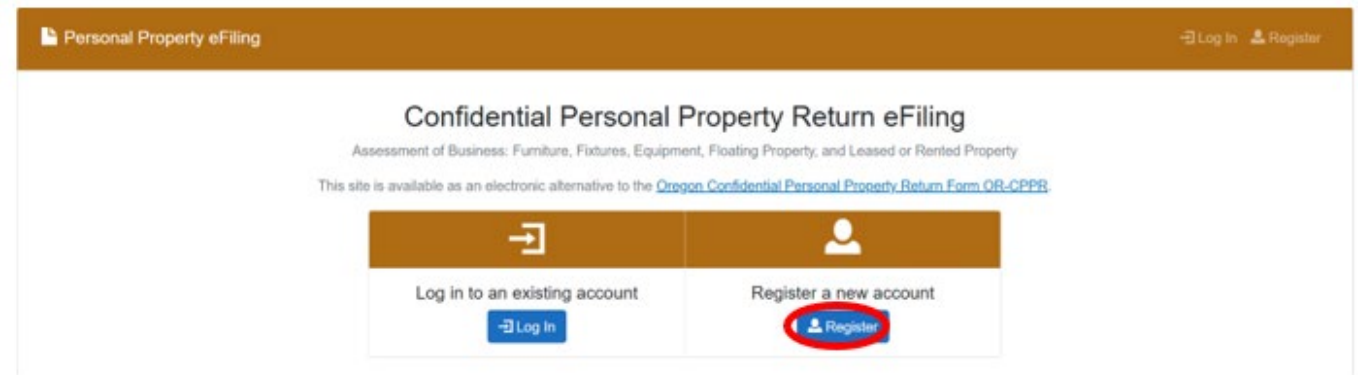 Personal Property eFiling
Log In Register
Confidential Personal Property Return eFiling
Assessment of Business: Furniture, Fixtures, Equipment, Floating Property, and Leased or Rented Property
This site is available as an electronic alternative to the Oregon Confidential Personal Property Return Form OR-CPPR.
Log in to an existing account
Log In
Register a new account
Register